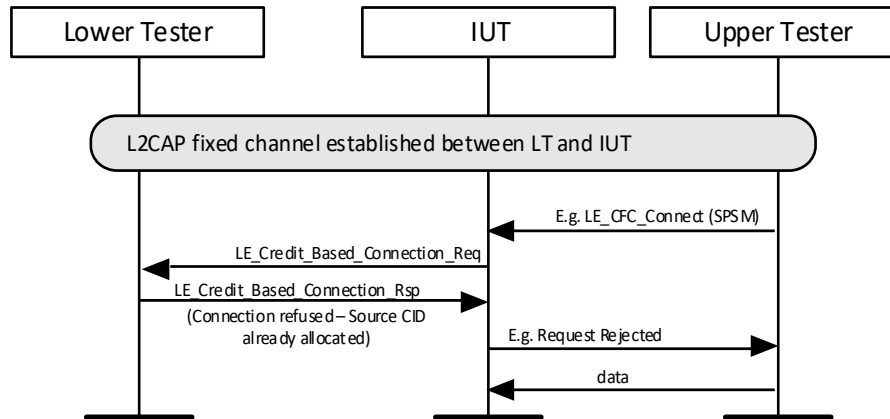 Lower Tester
IUT
Upper Tester
L2CAP fixed channel established between LT and IUT
E.g. LE_CFC_Connect (SPSM)
LE_Credit_Based_Connection_Req
LE_Credit_Based_Connection_Rsp
(Connection refused – Source CID
already allocated)
E.g. Request Rejected
data